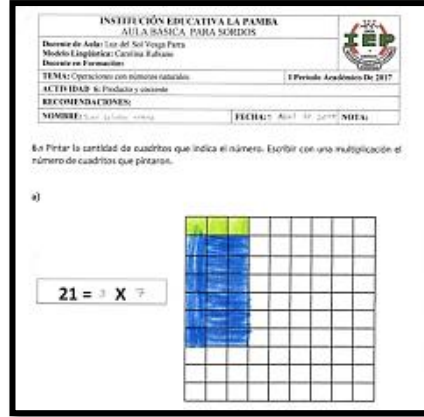 INSTITUCIÓN EDUCATIVA LA PAMBA
AULA BASICA PARA SORDOS
IEP
Docente de Aula: Luz del Sol Vesga Parra
Modelo Lingüístico: Carolina Rubiano
Docente en Formación:
TEMA: Operaciones con números naturales
I Periodo Académico De 2017
ACTIVIDAD 6: Producto y cociente
RECOMENDACIONES:
NOMBRE:
FECHA: NOTA:
6.- Pintar la cantidad de cuadritos que indica el número. Escribir con una multiplicación el
número de cuadritos que pintaron.
a)
21 = 3 X 7